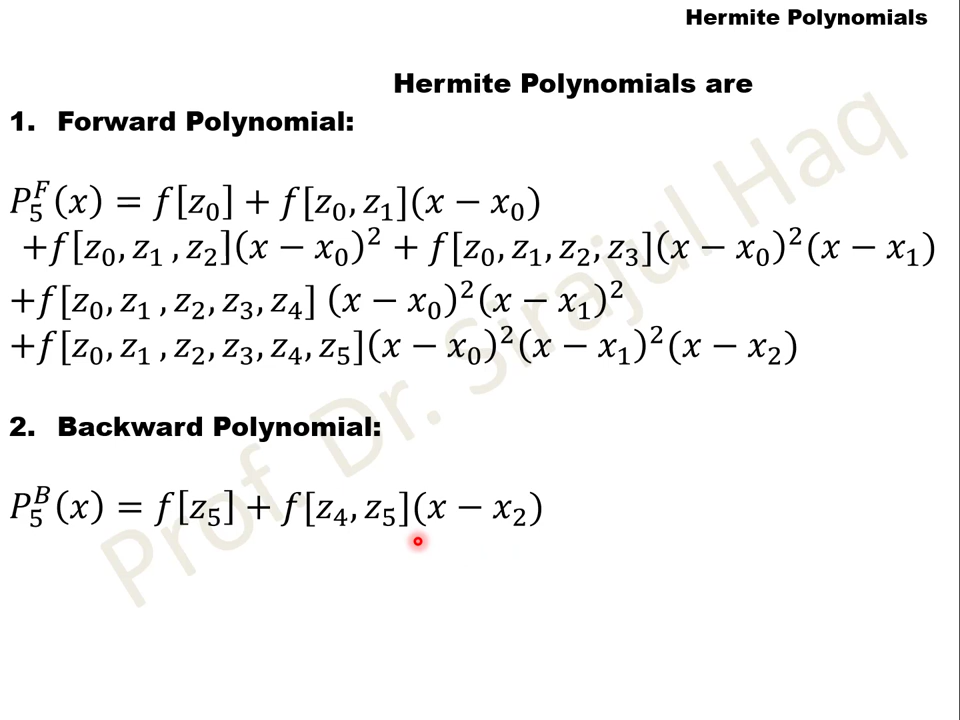 Hermite Polynomials
Hermite Polynomials are
1. Forward Polynomial:
$P_5^F(x) = f[z_0] + f[z_0, z_1](x - x_0)$
$+f[z_0, z_1, z_2](x - x_0)^2 + f[z_0, z_1, z_2, z_3](x - x_0)^2(x - x_1)$
$+f[z_0, z_1, z_2, z_3, z_4](x - x_0)^2(x - x_1)^2$
$+f[z_0, z_1, z_2, z_3, z_4, z_5](x - x_0)^2(x - x_1)^2(x - x_2)$
2. Backward Polynomial:
$P_5^B(x) = f[z_5] + f[z_4, z_5](x - x_2)$
Prof. Dr. Sirajul Haq